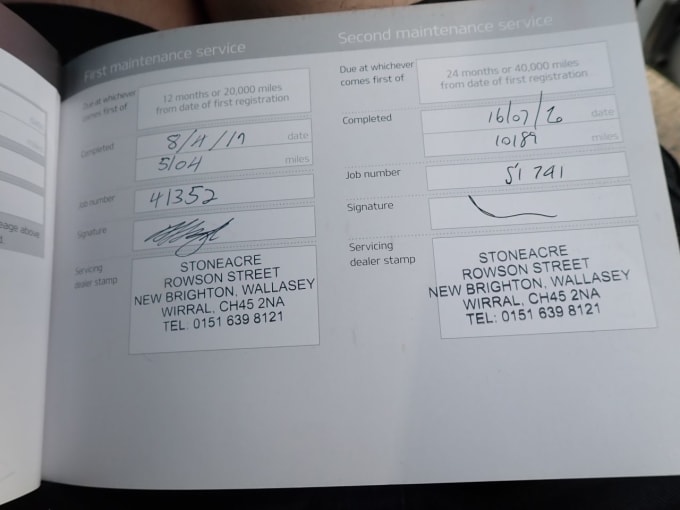 First maintenance service
Due at whichever comes first of
12 months or 20,000 miles
from date of first registration
Completed
8/4/19 date
5104 miles
Job number
41352
Signature
Servicing
dealer stamp
STONEACRE
ROWSON STREET
NEW BRIGHTON, WALLASEY
WIRRAL, CH45 2NA
TEL: 0151 639 8121
Second maintenance service
Due at whichever
comes first of
24 months or 40,000 miles
from date of first registration
Completed
16/07/20 date
10189 miles
Job number
51741
Signature
Servicing
dealer stamp
STONEACRE
ROWSON STREET
NEW BRIGHTON, WALLASEY
WIRRAL, CH45 2NA
TEL: 0151 639 8121